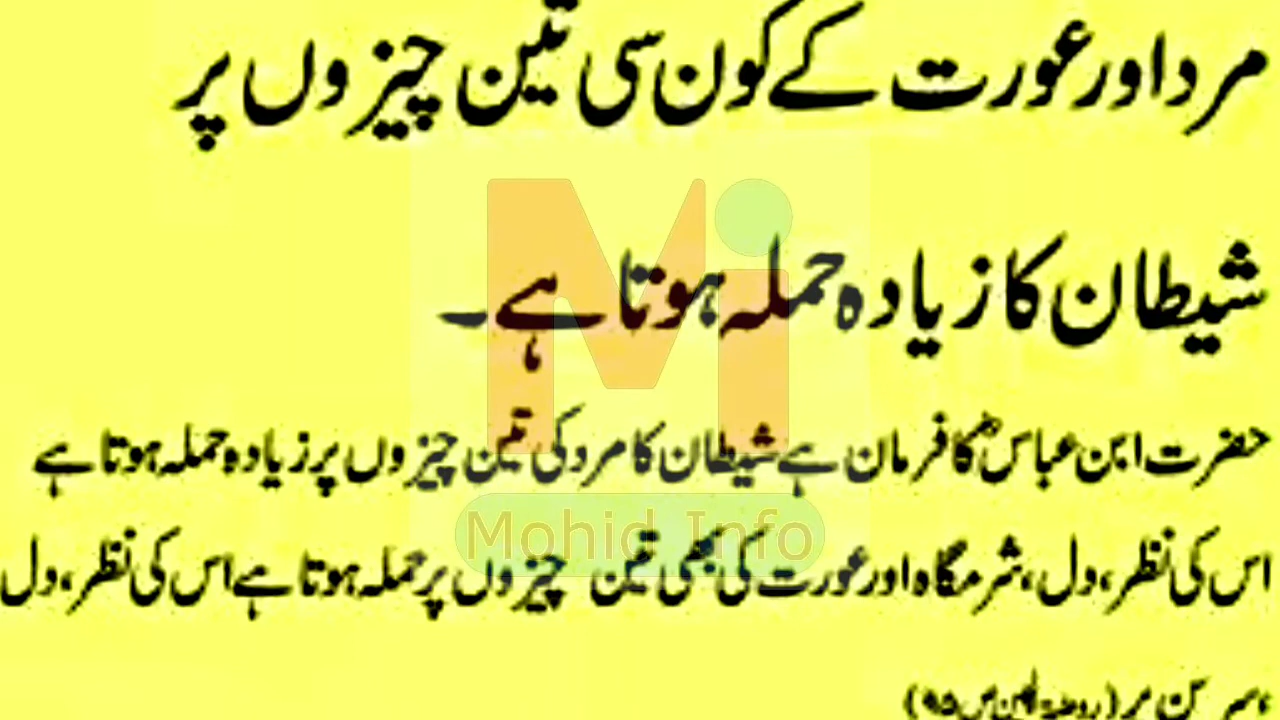 مرد اور عورت کے کون سی تین چیزوں پر
شیطان کا زیادہ حملہ ہوتا ہے۔
حضرت ابن عباسؓ کا فرمان ہے شیطان کا مرد کی تین چیزوں پر زیادہ حملہ ہوتا ہے
اس کی نظر، دل، شرمگاہ اور عورت کی بھی تین چیزوں پر حملہ ہوتا ہے اس کی نظر، دل
Mohid Info